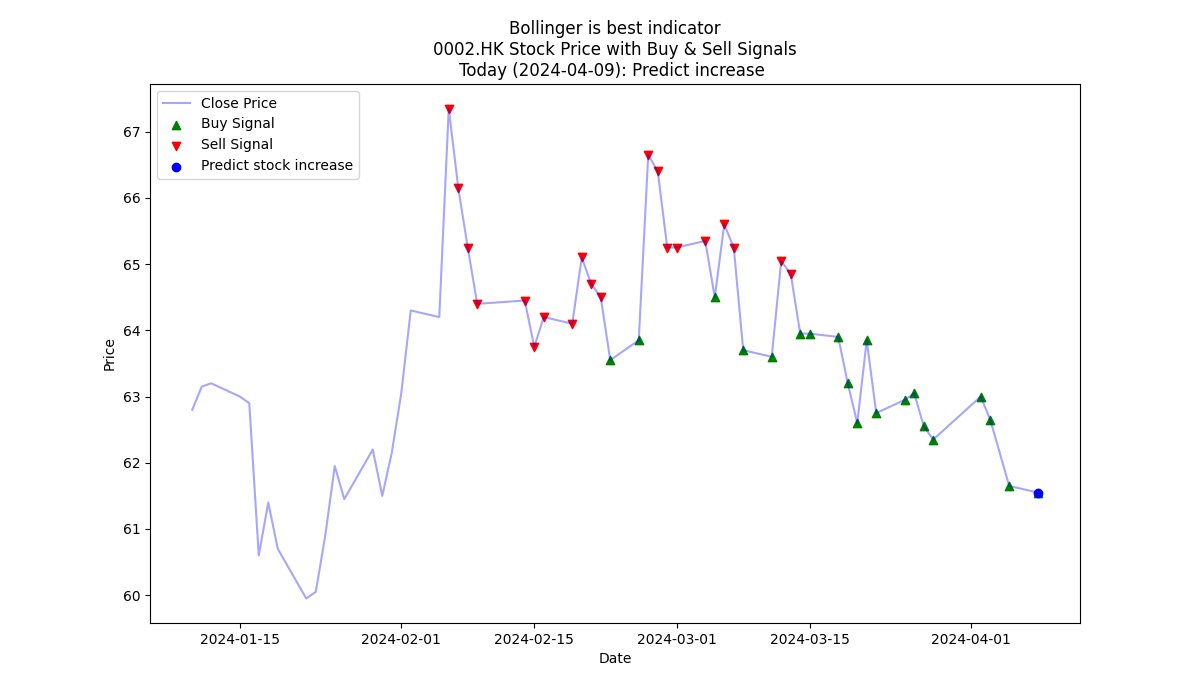 Bollinger is best indicator
0002.HK Stock Price with Buy & Sell Signals
Today (2024-04-09): Predict increase
Close Price
Buy Signal
Sell Signal
Predict stock increase
Price
67
66
65
64
63
62
61
60
2024-01-15
2024-02-01
2024-02-15
2024-03-01
2024-03-15
2024-04-01
Date